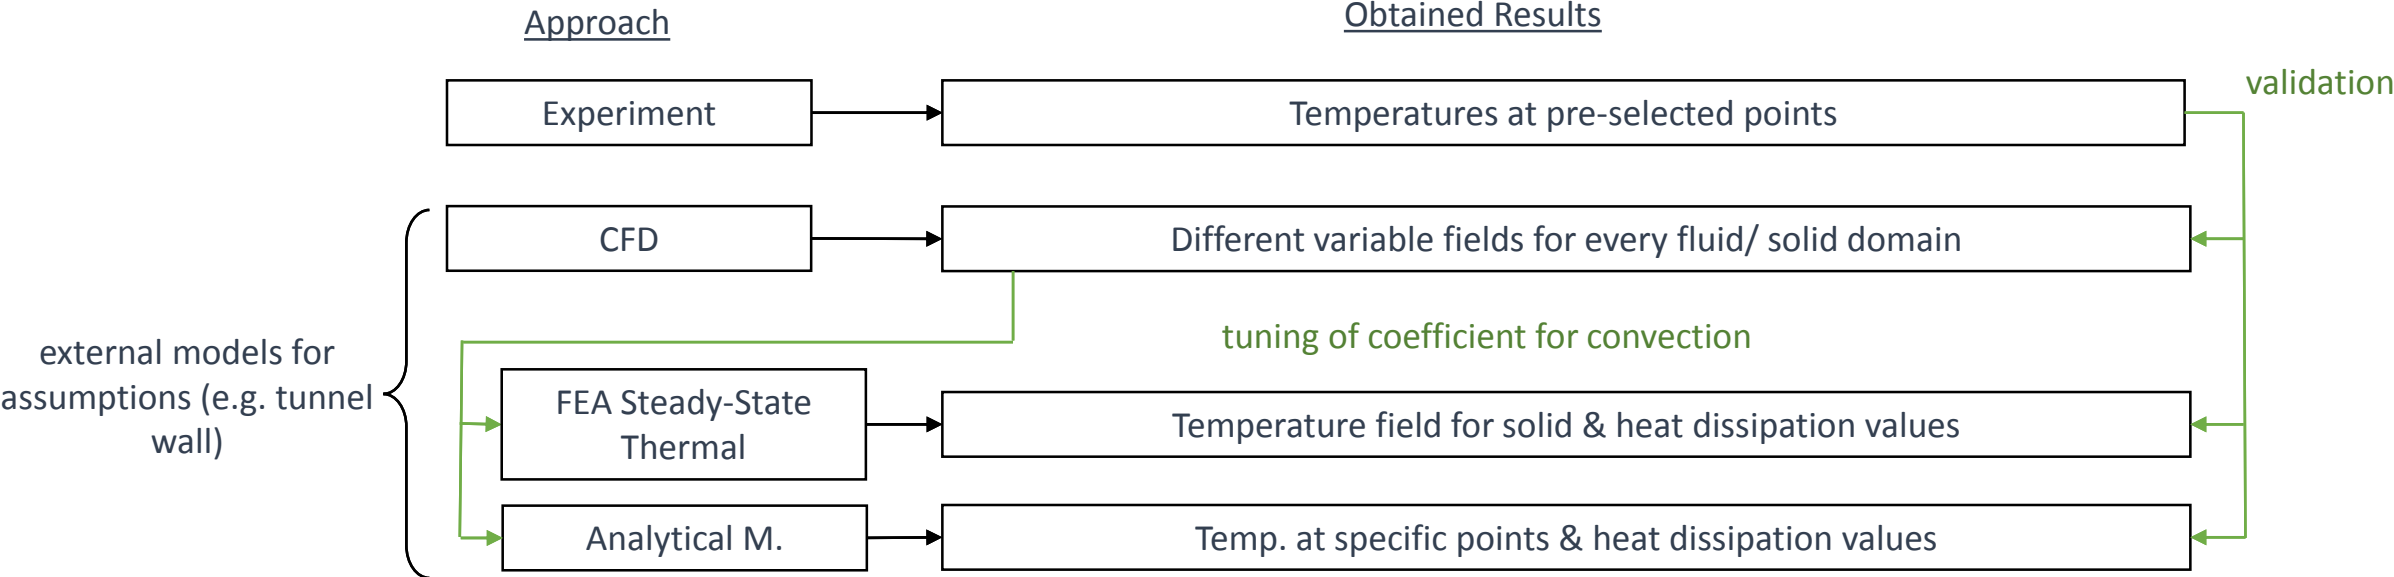 Approach
Obtained Results
validation
Experiment
Temperatures at pre-selected points
CFD
Different variable fields for every fluid/ solid domain
tuning of coefficient for convection
external models for
assumptions (e.g. tunnel
wall)
FEA Steady-State
Thermal
Temperature field for solid & heat dissipation values
Analytical M.
Temp. at specific points & heat dissipation values